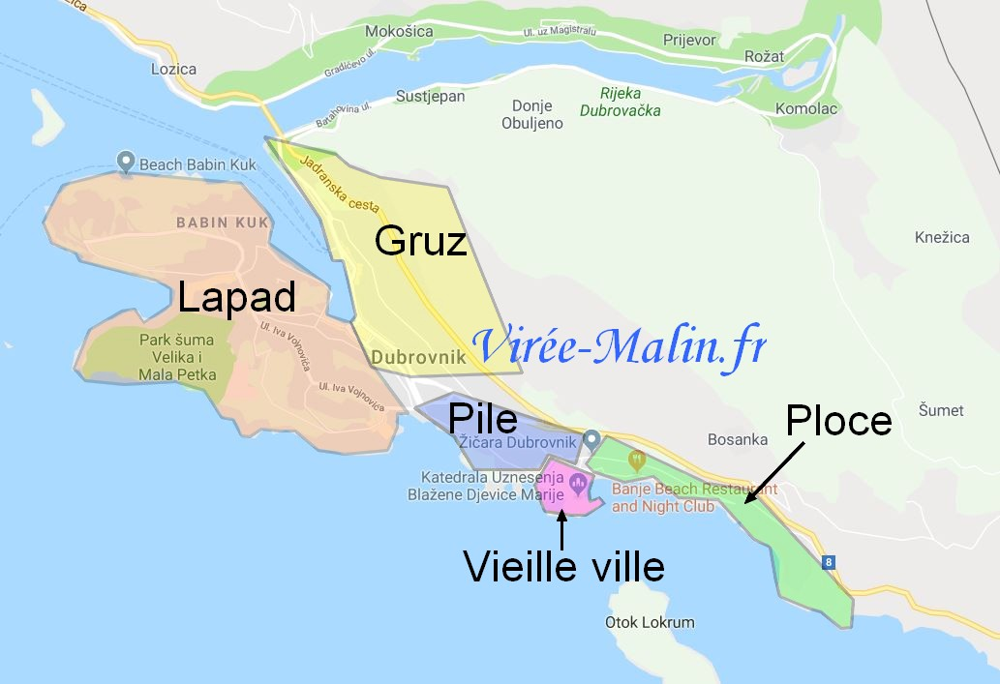 ica
Mokošica
Ul. uz Magistralu
Prijevor
Rožat
Lozica
Gradićevo ul.
Sustjepan
Batahovina ul.
Donje
Obuljeno
Rijeka
Dubrovačka
Komolac
Beach Babin Kuk
Jadranska cesta
BABIN KUK
Gruz
Knežica
Lapad
Ul. Iva Vojnovića
Park šuma
Velika i
Mala Petka
Dubrovnik
Virée-Malin.fr
Ul. Iva Vojnovića
Pile
Ploce
Šumet
Žičara Dubrovnik
Bosanka
Katedrala Uznesenja
Blažene Djevice Marije
Banje Beach Restaurant
and Night Club
Vieille ville
8
Otok Lokrum